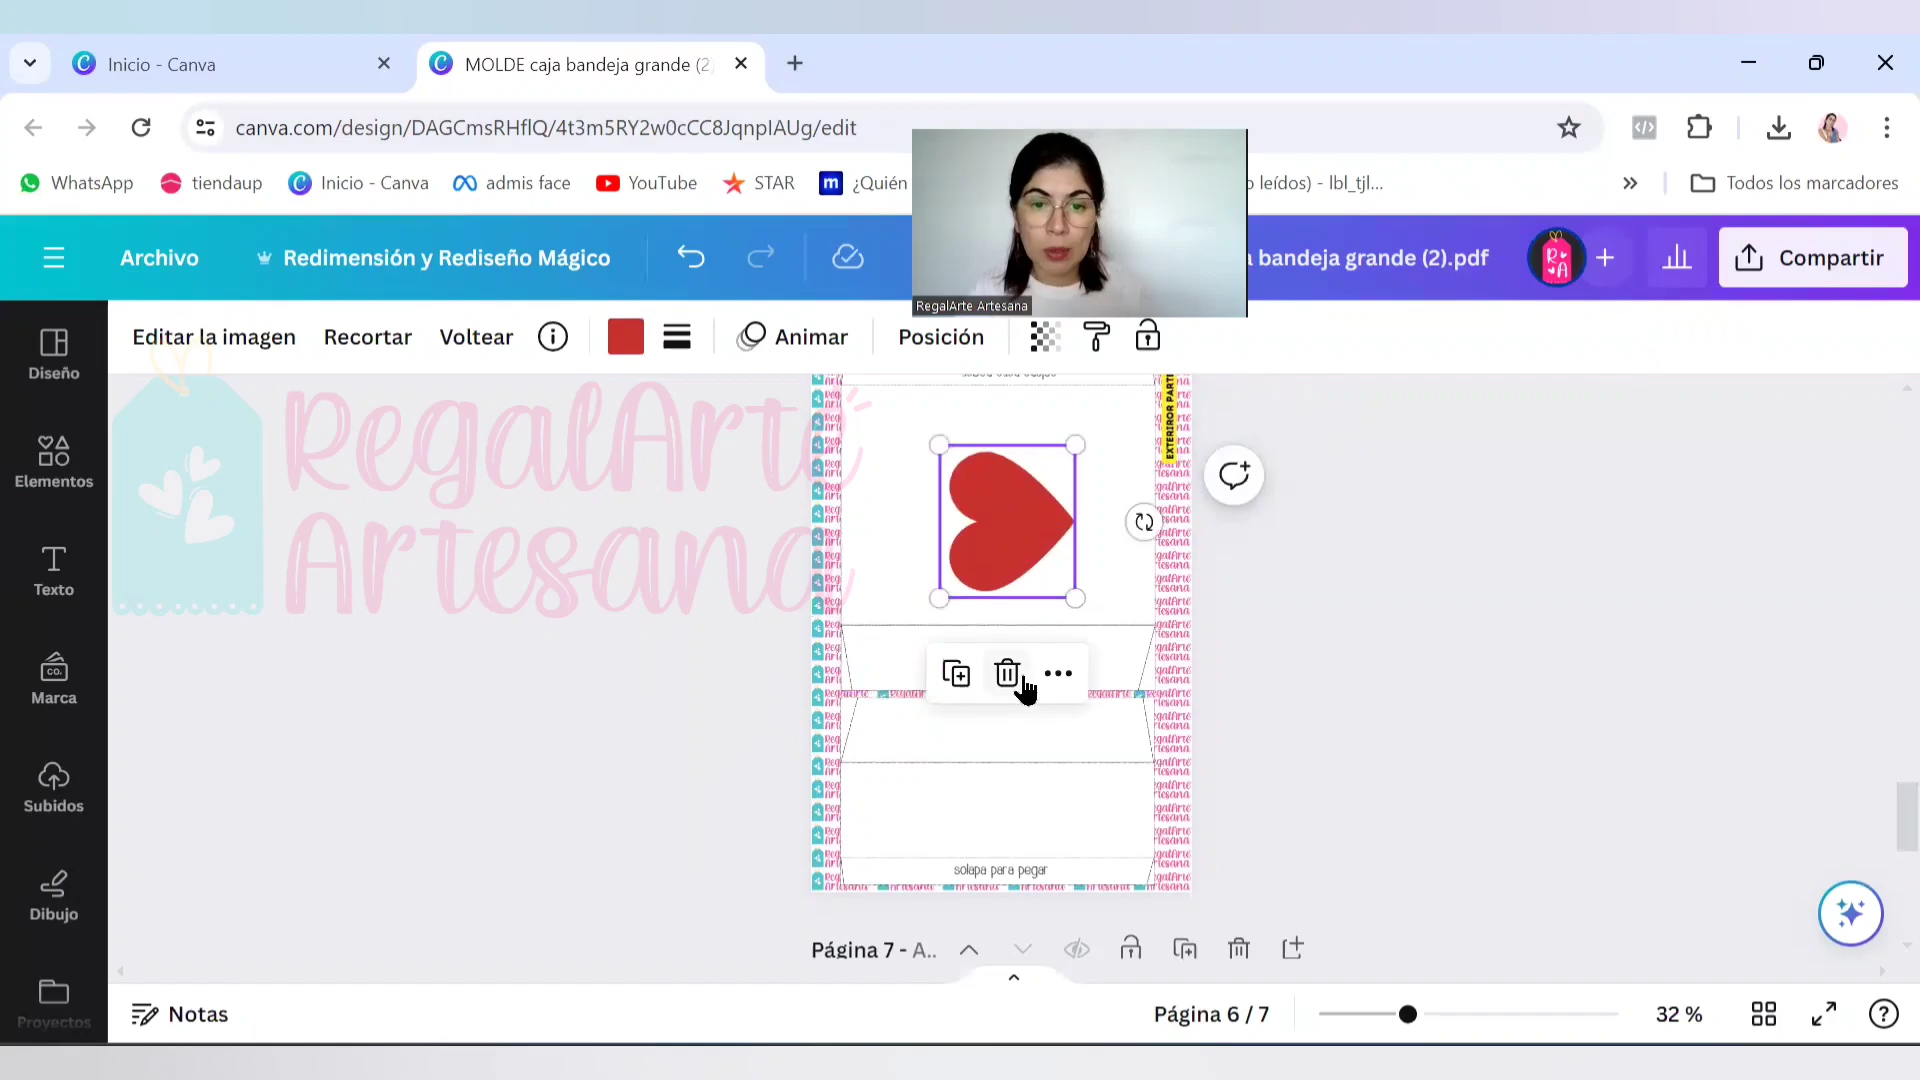 Inicio - Canva
MOLDE caja bandeja grande (2
canva.com/design/DAGCmsRHflQ/4t3m5RY2w0cCC8JqnpIAUg/edit
WhatsApp
tiendaup
Inicio - Canva
admis face
YouTube
STAR
¿Quién
o leídos) - lbl_tjl...
Todos los marcadores
Archivo
Redimensión y Rediseño Mágico
a bandeja grande (2).pdf
Compartir
RegalArte Artesana
Editar la imagen
Recortar
Voltear
Animar
Posición
Diseño
Elementos
Texto
Marca
Subidos
Dibujo
Proyectos
RegalArte
Artesana
EXTERIROR PARTE
solapa para pegar
Página 7 - A..
Notas
Página 6 / 7
32 %